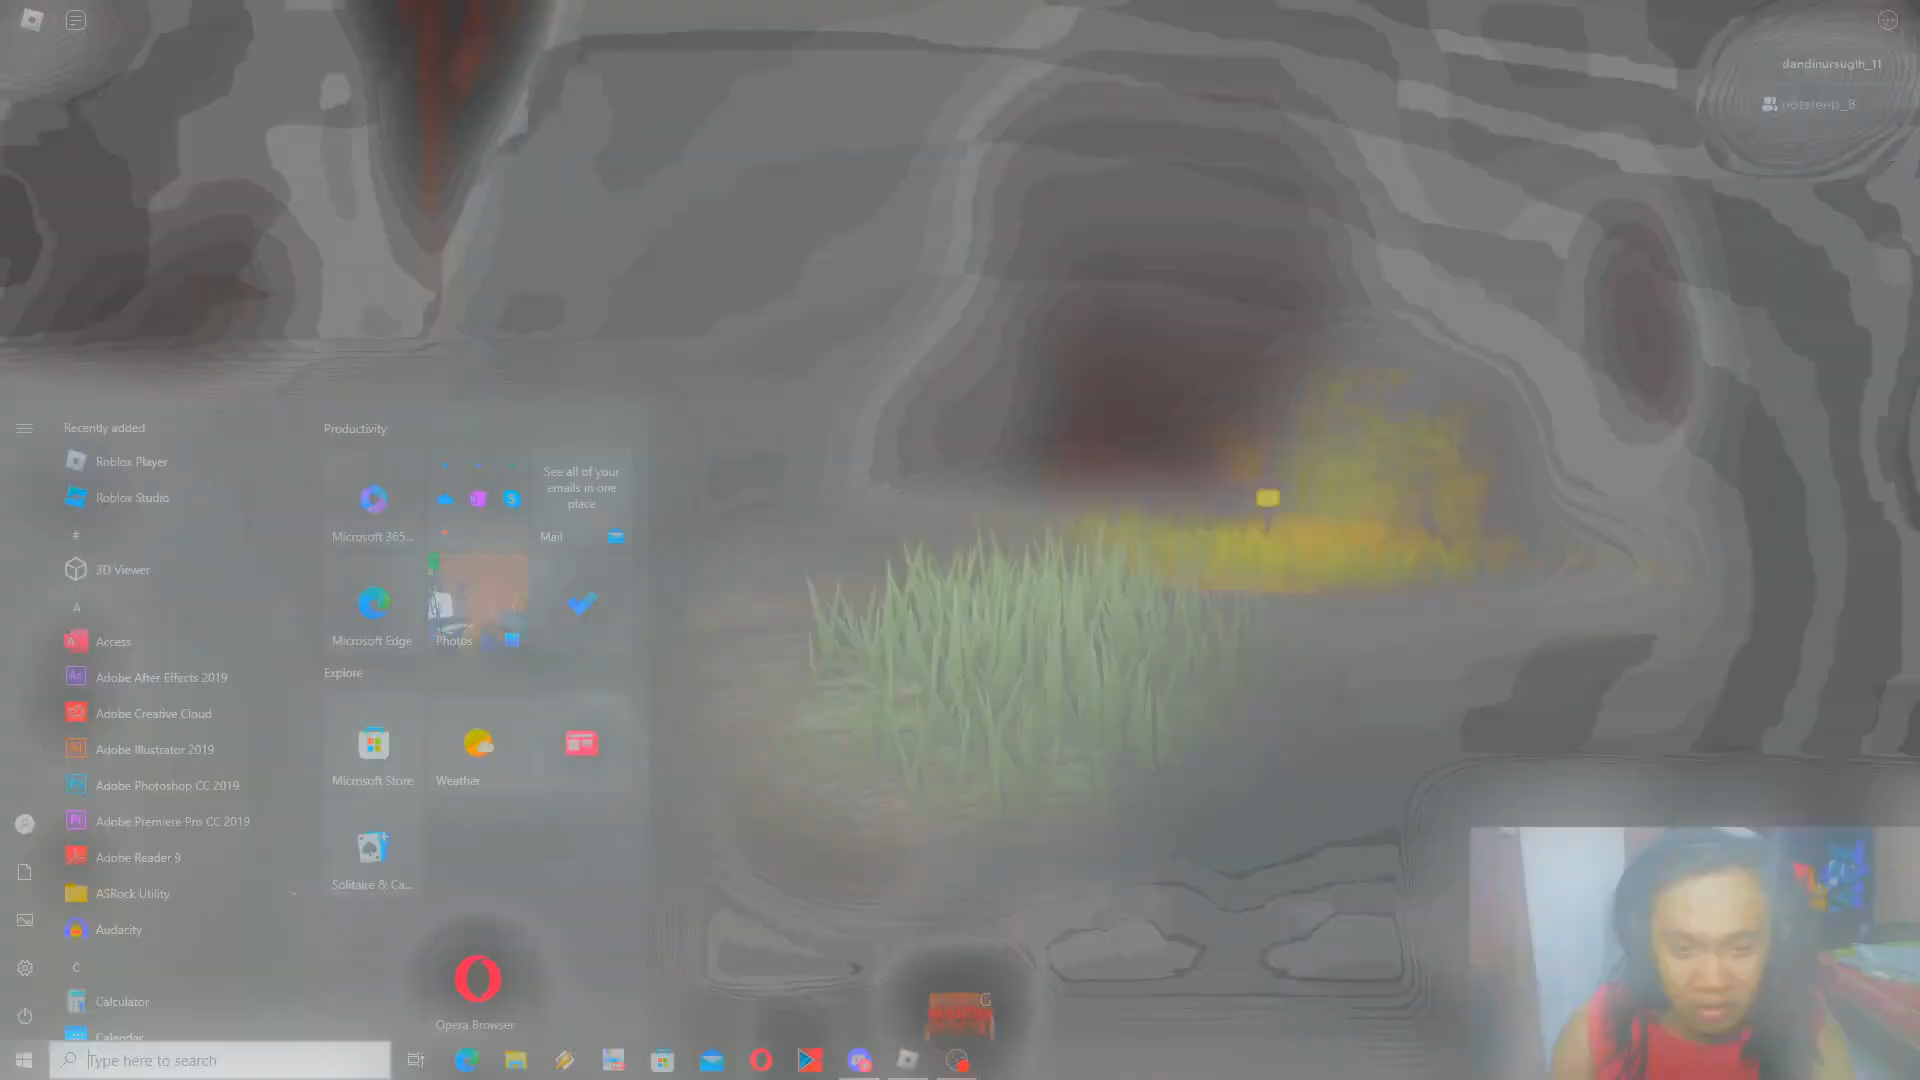 dandinursugih_11
notsleep_8
Recently added
Roblox Player
Roblox Studio
#
3D Viewer
A
Access
Adobe After Effects 2019
Adobe Creative Cloud
Adobe Illustrator 2019
Adobe Photoshop CC 2019
Adobe Premiere Pro CC 2019
Adobe Reader 9
ASRock Utility
Audacity
C
Calculator
Calendar
Productivity
Microsoft 365...
See all of your
emails in one
place
Mail
Microsoft Edge
Photos
Explore
Microsoft Store
Weather
Solitaire & Ca...
Opera Browser
G
Type here to search